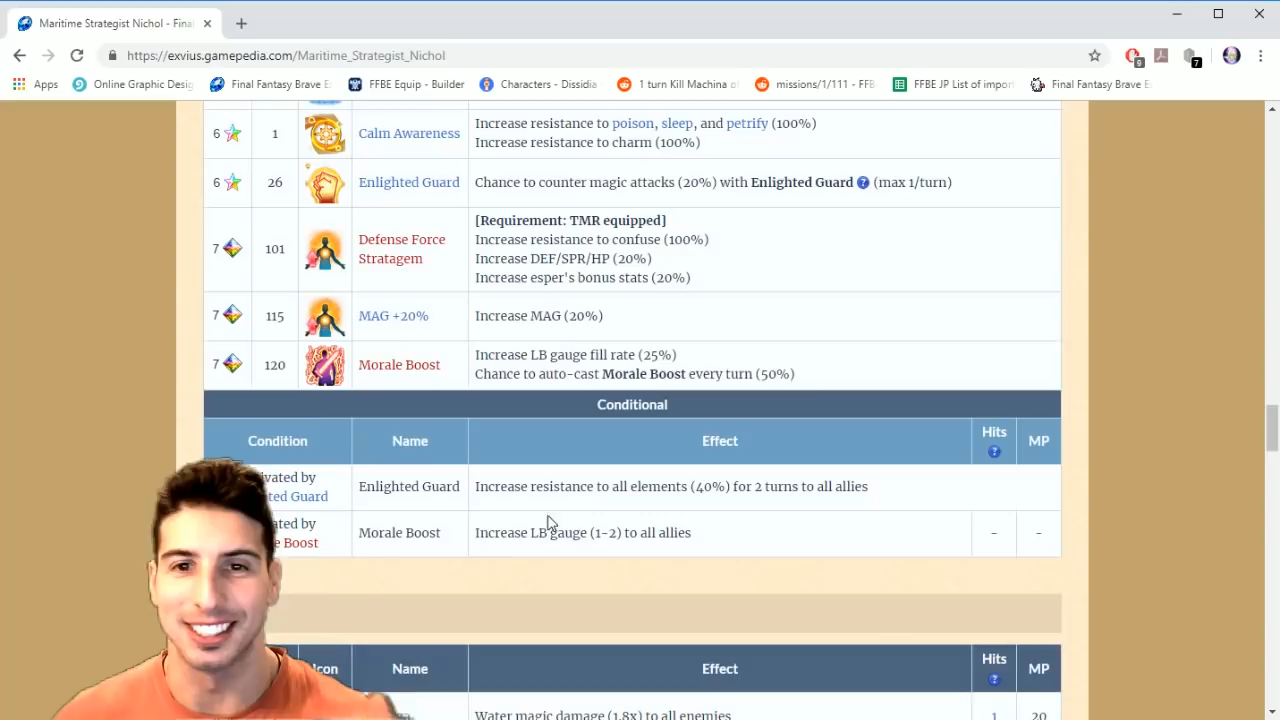 Maritime Strategist Nichol - Fina
https://exvius.gamepedia.com/Maritime_Strategist_Nichol
9
7
Apps
Online Graphic Desig
Final Fantasy Brave E
FFBE Equip - Builder
Characters - Dissidia
1 turn Kill Machina o
missions/1/111 - FFB
FFBE JP List of import
Final Fantasy Brave E
6 1 Calm Awareness Increase resistance to poison, sleep, and petrify (100%)
Increase resistance to charm (100%)
6 26 Enlighted Guard Chance to counter magic attacks (20%) with Enlighted Guard ? (max 1/turn)
[Requirement: TMR equipped]
7 101 Defense Force Stratagem Increase resistance to confuse (100%)
Increase DEF/SPR/HP (20%)
Increase esper's bonus stats (20%)
7 115 MAG +20% Increase MAG (20%)
7 120 Morale Boost Increase LB gauge fill rate (25%)
Chance to auto-cast Morale Boost every turn (50%)
Conditional
Condition Name Effect Hits ? MP
ivated by
ted Guard
Enlighted Guard Increase resistance to all elements (40%) for 2 turns to all allies
ated by
e Boost
Morale Boost Increase LB gauge (1-2) to all allies - -
Icon Name Effect Hits ? MP
Water magic damage (1.8x) to all enemies 1 20